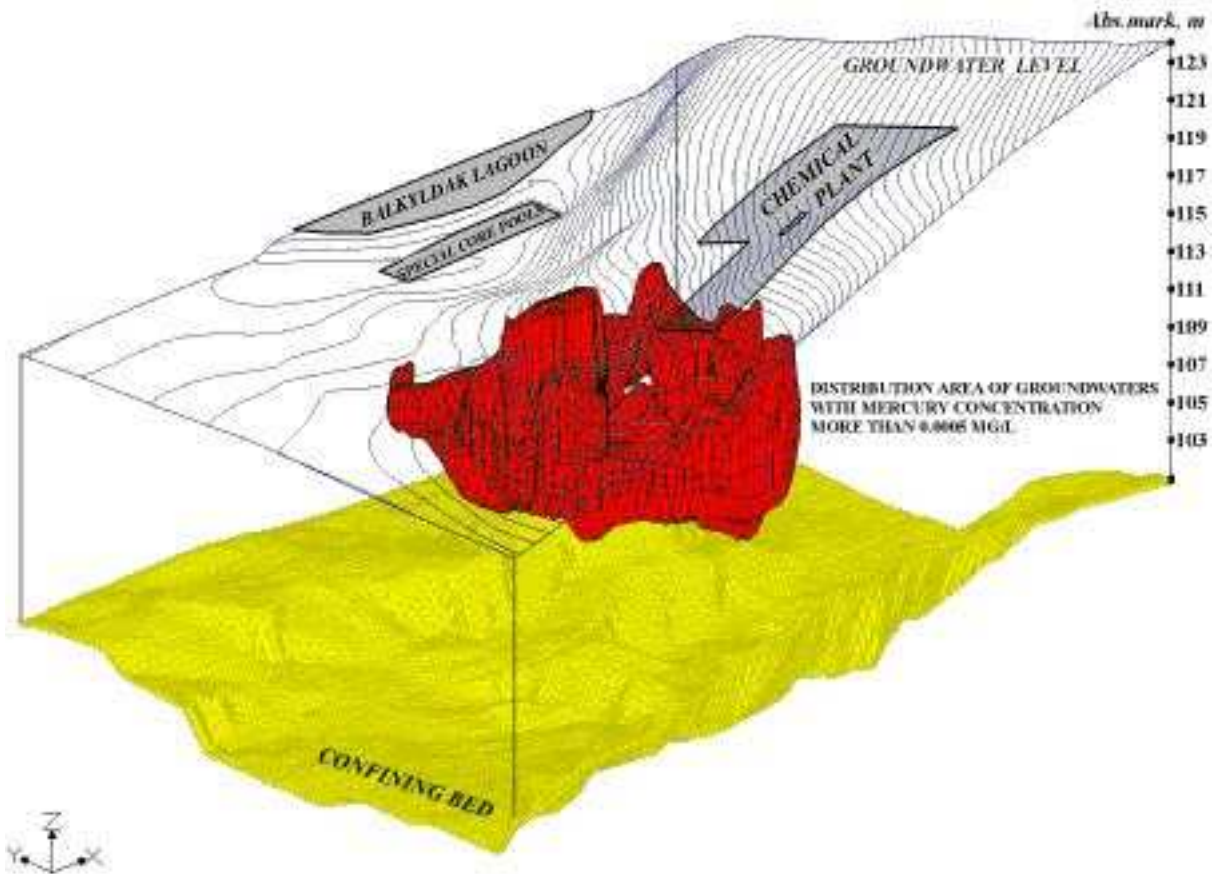 Abs.mark, m
GROUNDWATER LEVEL
123
121
119
117
115
113
111
109
107
105
103
BALKYLDAK LAGOON
SPECIAL CORE POOLS
CHEMICAL
PLANT
DISTRIBUTION AREA OF GROUNDWATERS
WITH MERCURY CONCENTRATION
MORE THAN 0.0005 MG/L
CONFINING BED
Z
Y
X